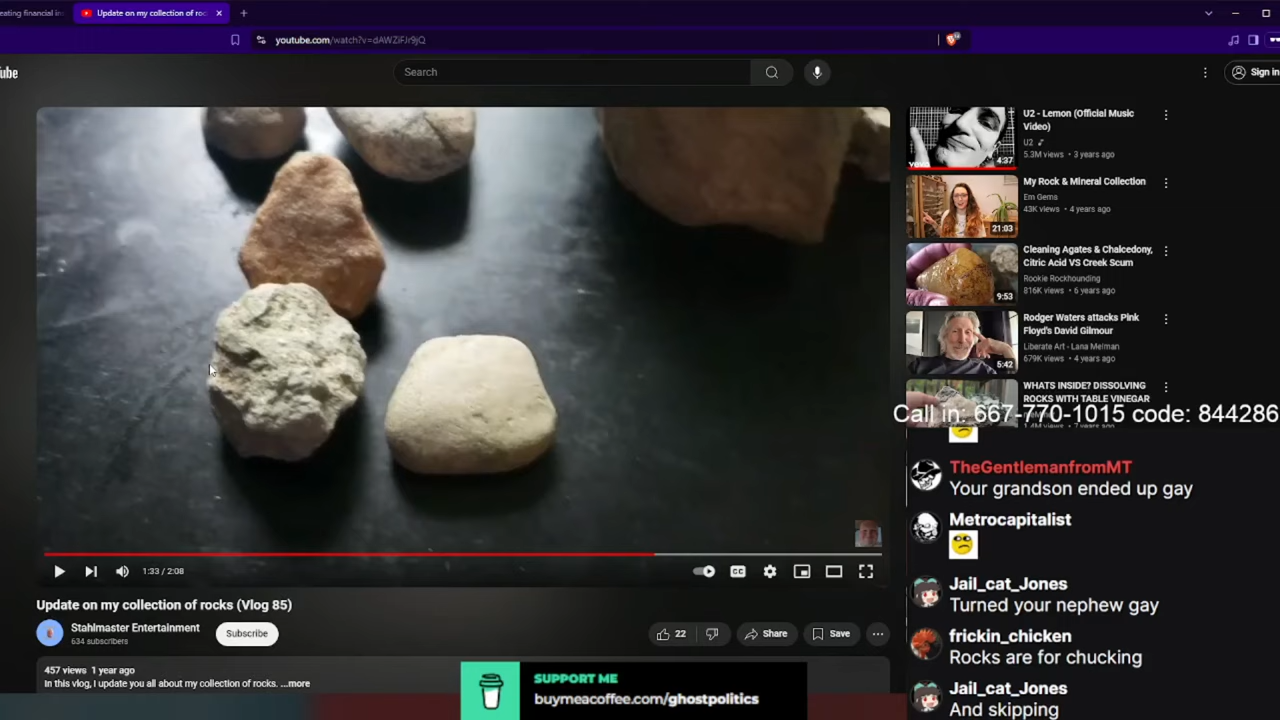 eating financial in
Update on my collection of ro
youtube.com/watch?v=dAWZiFJr9jQ
ube
Search
Sign in
U2 - Lemon (Official Music
Video)
U2
5.3M views • 3 years ago
vevo
4:37
My Rock & Mineral Collection
Em Gems
43K views • 4 years ago
21:03
Cleaning Agates & Chalcedony,
Citric Acid VS Creek Scum
Rookie Rockhounding
816K views • 6 years ago
9:53
Rodger Waters attacks Pink
Floyd's David Gilmour
Liberate Art - Lana Melman
679K views • 4 years ago
5:42
WHATS INSIDE? DISSOLVING
ROCKS WITH TABLE VINEGAR
Call in: 667-770-1015 code: 844286
TheGentlemanfromMT
Your grandson ended up gay
Metrocapitalist
Jail_cat_Jones
Turned your nephew gay
frickin_chicken
Rocks are for chucking
Jail_cat_Jones
And skipping
1:33 / 2:08
CC
Update on my collection of rocks (Vlog 85)
Stahlmaster Entertainment
634 subscribers
Subscribe
22
Share
Save
457 views 1 year ago
In this vlog, I update you all about my collection of rocks. ...more
SUPPORT ME
buymeacoffee.com/ghostpolitics